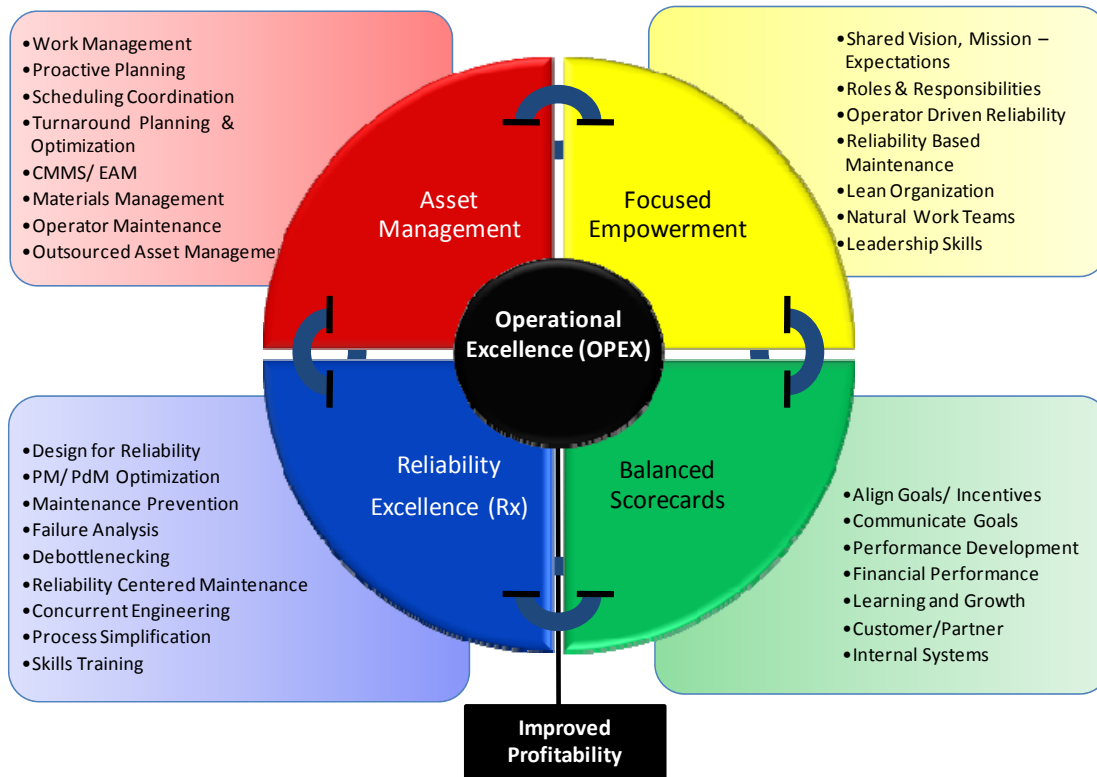 •Work Management
•Proactive Planning
•Scheduling Coordination
•Turnaround Planning &
Optimization
•CMMS/ EAM
•Materials Management
•Operator Maintenance
•Outsourced Asset Manageme
•Shared Vision, Mission –
Expectations
•Roles & Responsibilities
•Operator Driven Reliability
•Reliability Based
Maintenance
•Lean Organization
•Natural Work Teams
•Leadership Skills
Asset
Management
Focused
Empowerment
Operational
Excellence (OPEX)
Reliability
Excellence (Rx)
Balanced
Scorecards
•Design for Reliability
•PM/ PdM Optimization
•Maintenance Prevention
•Failure Analysis
•Debottlenecking
•Reliability Centered Maintenance
•Concurrent Engineering
•Process Simplification
•Skills Training
•Align Goals/ Incentives
•Communicate Goals
•Performance Development
•Financial Performance
•Learning and Growth
•Customer/Partner
•Internal Systems
Improved
Profitability